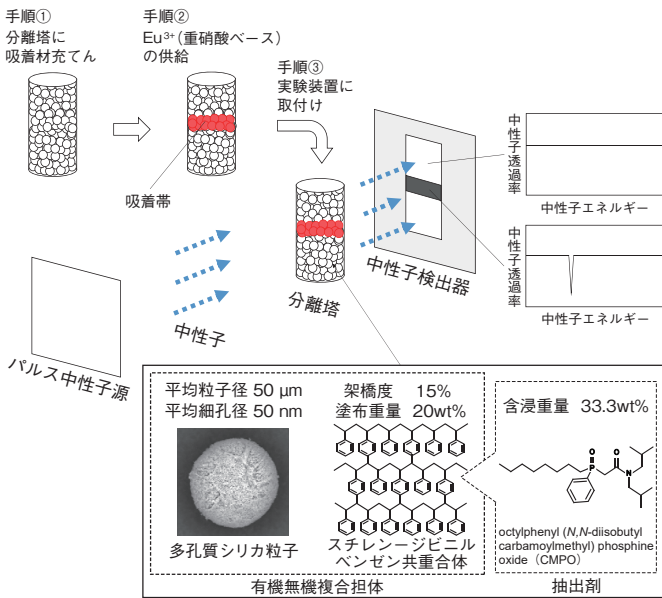 手順①
分離塔に
吸着材充てん
手順②
Eu³⁺(重硝酸ベース)
の供給
手順③
実験装置に
取付け
吸着帯
中性子透過率
中性子エネルギー
中性子透過率
中性子エネルギー
中性子検出器
分離塔
中性子
パルス中性子源
平均粒子径 50 μm
平均細孔径 50 nm
多孔質シリカ粒子
架橋度 15%
塗布重量 20wt%
スチレンージビニル
ベンゼン共重合体
有機無機複合担体
含浸重量 33.3wt%
O
O
P
N
octylphenyl (N,N-diisobutyl
carbamoylmethyl) phosphine
oxide（CMPO）
抽出剤